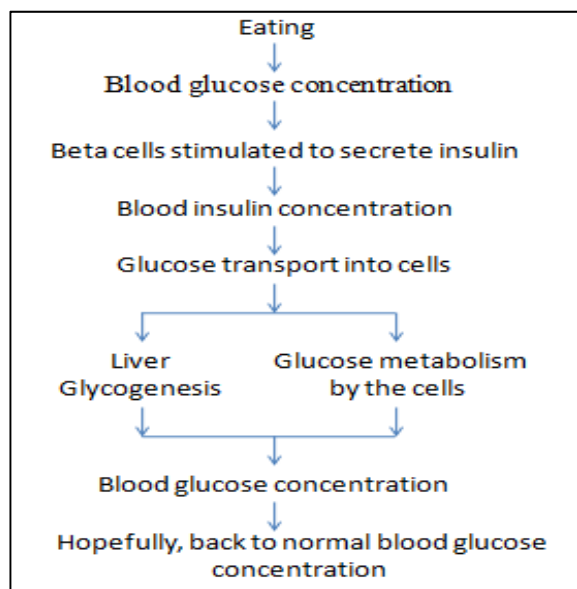 Eating
Blood glucose concentration
Beta cells stimulated to secrete insulin
Blood insulin concentration
Glucose transport into cells
Liver
Glycogenesis
Glucose metabolism
by the cells
Blood glucose concentration
Hopefully, back to normal blood glucose
concentration